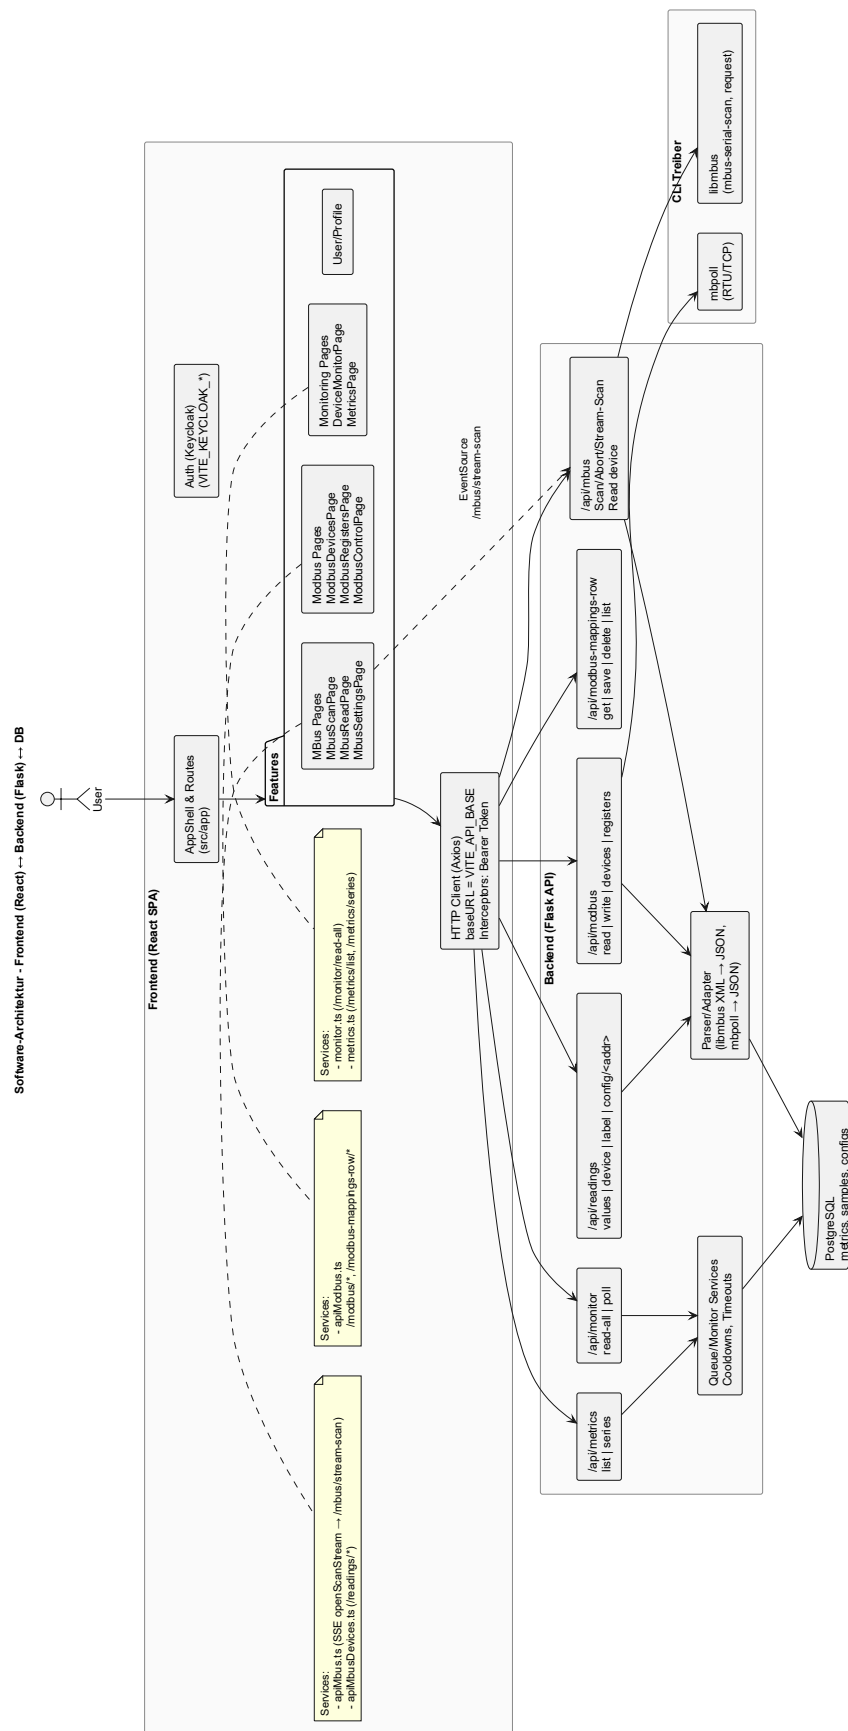 Software-Architektur - Frontend (React) ↔ Backend (Flask) ↔ DB
User
Frontend (React SPA)
AppShell & Routes
(src/app)
Auth (Keycloak)
(VITE_KEYCLOAK_*)
Features
MBus Pages
MbusScanPage
MbusReadPage
MbusSettingsPage
Modbus Pages
ModbusDevicesPage
ModbusRegistersPage
ModbusControlPage
Monitoring Pages
DeviceMonitorPage
MetricsPage
User/Profile
Services:
- apiMbus.ts (SSE openScanStream → /mbus/stream-scan)
- apiMbusDevices.ts (/readings/*)
Services:
- apiModbus.ts
/modbus/*, /modbus-mappings-row/*
Services:
- monitor.ts (/monitor/read-all)
- metrics.ts (/metrics/list, /metrics/series)
HTTP Client (Axios)
baseURL = VITE_API_BASE
Interceptors: Bearer Token
EventSource
/mbus/stream-scan
Backend (Flask API)
/api/metrics
list | series
/api/monitor
read-all | poll
/api/readings
values | device | label | config/<addr>
/api/modbus
read | write | devices | registers
/api/modbus-mappings-row
get | save | delete | list
/api/mbus
Scan/Abort/Stream-Scan
Read device
Queue/Monitor Services
Cooldowns, Timeouts
Parser/Adapter
(libmbus XML → JSON,
mbpoll → JSON)
CLI-Treiber
mbpoll
(RTU/TCP)
libmbus
(mbus-serial-scan, request)
PostgreSQL
metrics, samples, configs